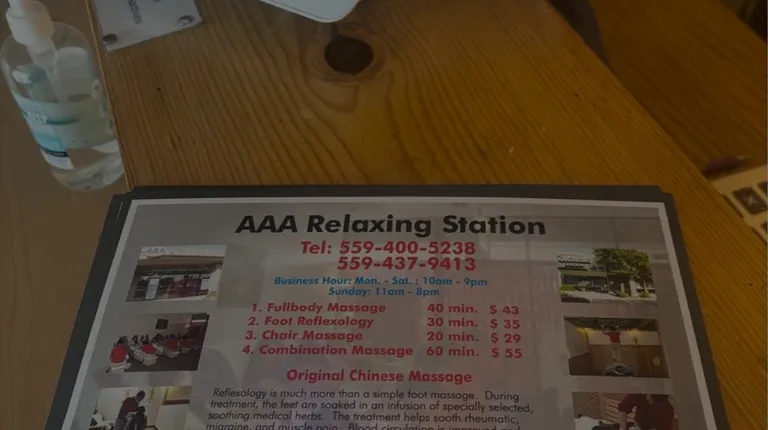 AAA Relaxing Station
Tel: 559-400-5238
559-437-9413
Business Hour: Mon. - Sat. : 10am - 9pm
Sunday: 11am - 8pm
1. Fullbody Massage 40 min. $ 43
2. Foot Reflexology 30 min. $ 35
3. Chair Massage 20 min. $ 29
4. Combination Massage 60 min. $ 55
Original Chinese Massage
Reflexology is much more than a simple foot massage. During
treatment, the feet are soaked in an infusion of specially selected,
soothing medical herbs. The treatment helps sooth rheumatic,
migraine, and muscle pain. Blood circulation is improved and